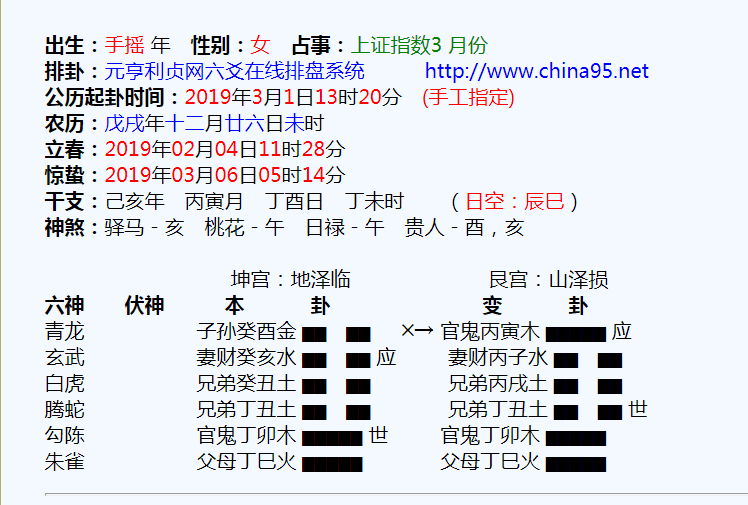 出生：手摇 年 性别：女 占事：上证指数3 月份
排卦：元亨利贞网六爻在线排盘系统 http://www.china95.net
公历起卦时间：2019年3月1日13时20分 (手工指定)
农历：戊戌年十二月廿六日未时
立春：2019年02月04日11时28分
惊蛰：2019年03月06日05时14分
干支：己亥年 丙寅月 丁酉日 丁未时 （日空：辰巳）
神煞：驿马－亥 桃花－午 日禄－午 贵人－酉，亥
坤宫：地泽临 艮宫：山泽损
六神 伏神 本 卦 变 卦
青龙 子孙癸酉金 ×→ 官鬼丙寅木 应
玄武 妻财癸亥水 应 妻财丙子水
白虎 兄弟癸丑土 兄弟丙戌土
腾蛇 兄弟丁丑土 兄弟丁丑土 世
勾陈 官鬼丁卯木 世 官鬼丁卯木
朱雀 父母丁巳火 父母丁巳火